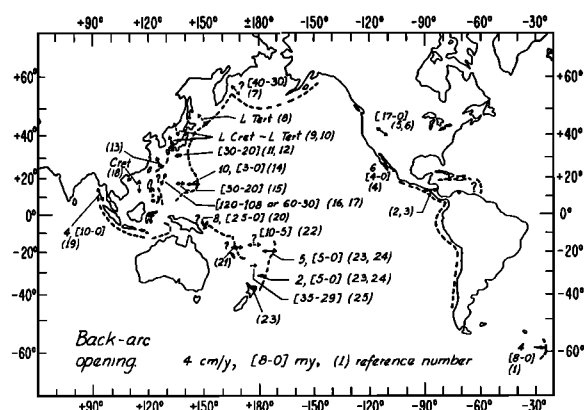 +90° +120° +150° ±180° -150° -120° -90° -60° -30°
+60° +40° +20° 0° -20° -40° -60°
? [40-30]
(7)
L Tert (8)
L Cret ~ L Tert (9, 10)
[30-20] (11, 12)
(13)
10, [3-0] (14)
Cret
(18)
[30-20] (15)
[120-108 or 60-30] (16, 17)
8, [2.5-0] (20)
4, [10-0]
(19)
? [10-5] (22)
(21)
5, [5-0] (23, 24)
2, [5-0] (23, 24)
[35-29] (25)
(23)
[17-0]
(5,6)
6
[4-0]
(4)
(2,3)
?
4
[8-0]
(1)
Back-arc
opening.
4 cm/y, [8-0] my, (1) reference number
+60° +40° +20° 0° -20° -40° -60°
+90° +120° +150° ±180° -150° -120° -90° -60° -30°